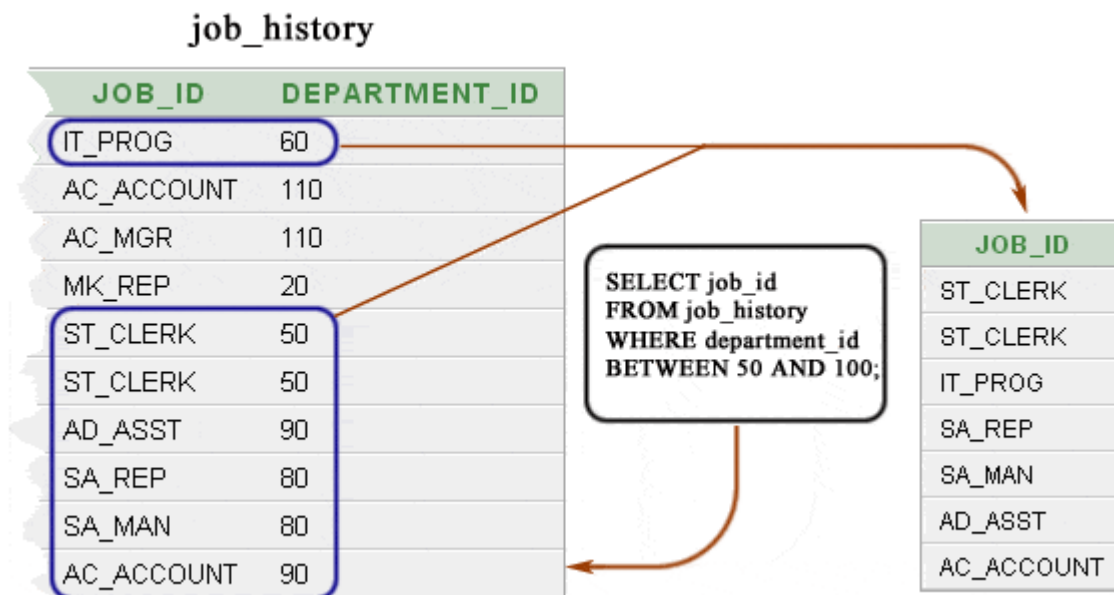 job_history
JOB_ID DEPARTMENT_ID
IT_PROG 60
AC_ACCOUNT 110
AC_MGR 110
MK_REP 20
ST_CLERK 50
ST_CLERK 50
AD_ASST 90
SA_REP 80
SA_MAN 80
AC_ACCOUNT 90
SELECT job_id
FROM job_history
WHERE department_id
BETWEEN 50 AND 100;
JOB_ID
ST_CLERK
ST_CLERK
IT_PROG
SA_REP
SA_MAN
AD_ASST
AC_ACCOUNT